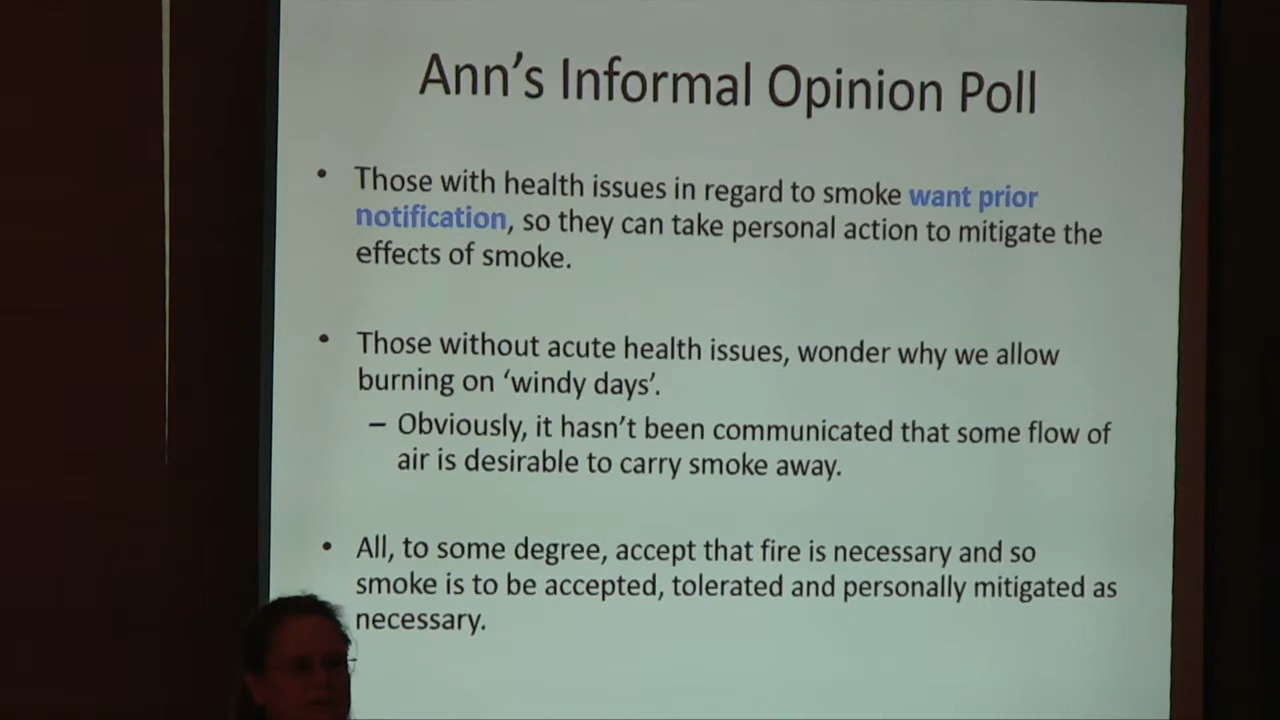 Ann’s Informal Opinion Poll
• Those with health issues in regard to smoke want prior
notification, so they can take personal action to mitigate the
effects of smoke.
• Those without acute health issues, wonder why we allow
burning on ‘windy days’.
– Obviously, it hasn’t been communicated that some flow of
air is desirable to carry smoke away.
• All, to some degree, accept that fire is necessary and so
smoke is to be accepted, tolerated and personally mitigated as
necessary.